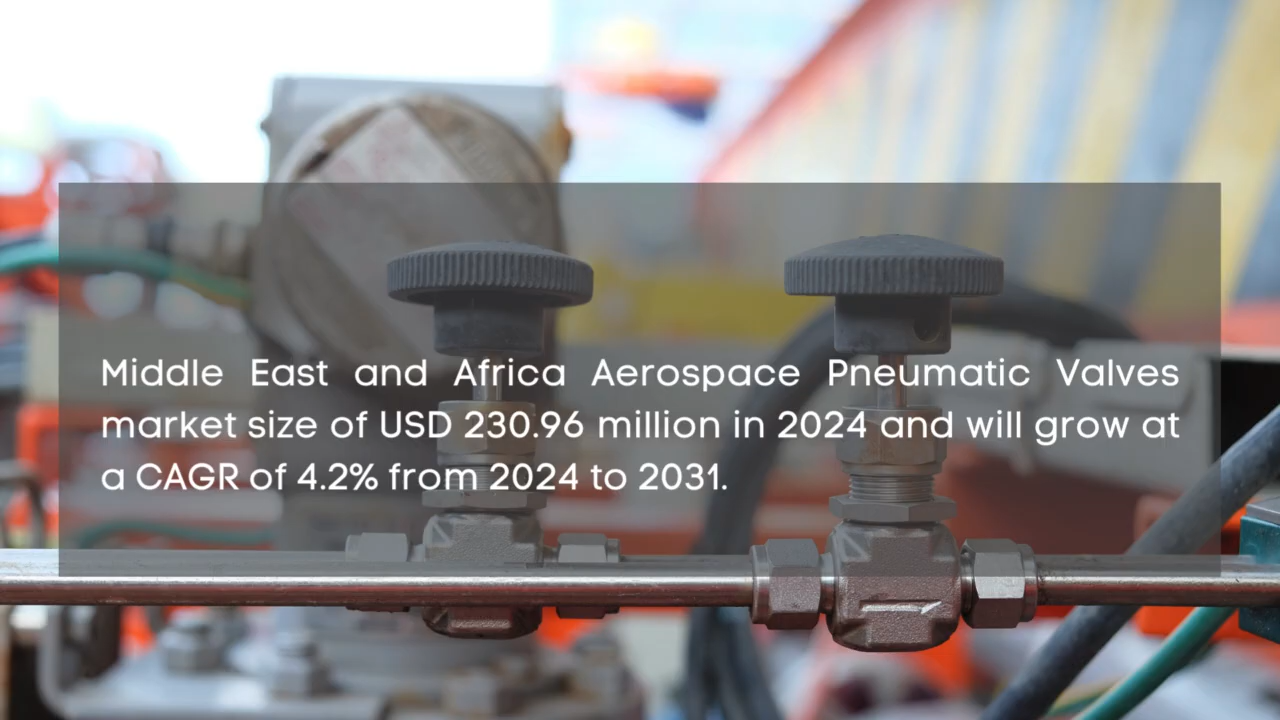 Middle East and Africa Aerospace Pneumatic Valves
market size of USD 230.96 million in 2024 and will grow at
a CAGR of 4.2% from 2024 to 2031.